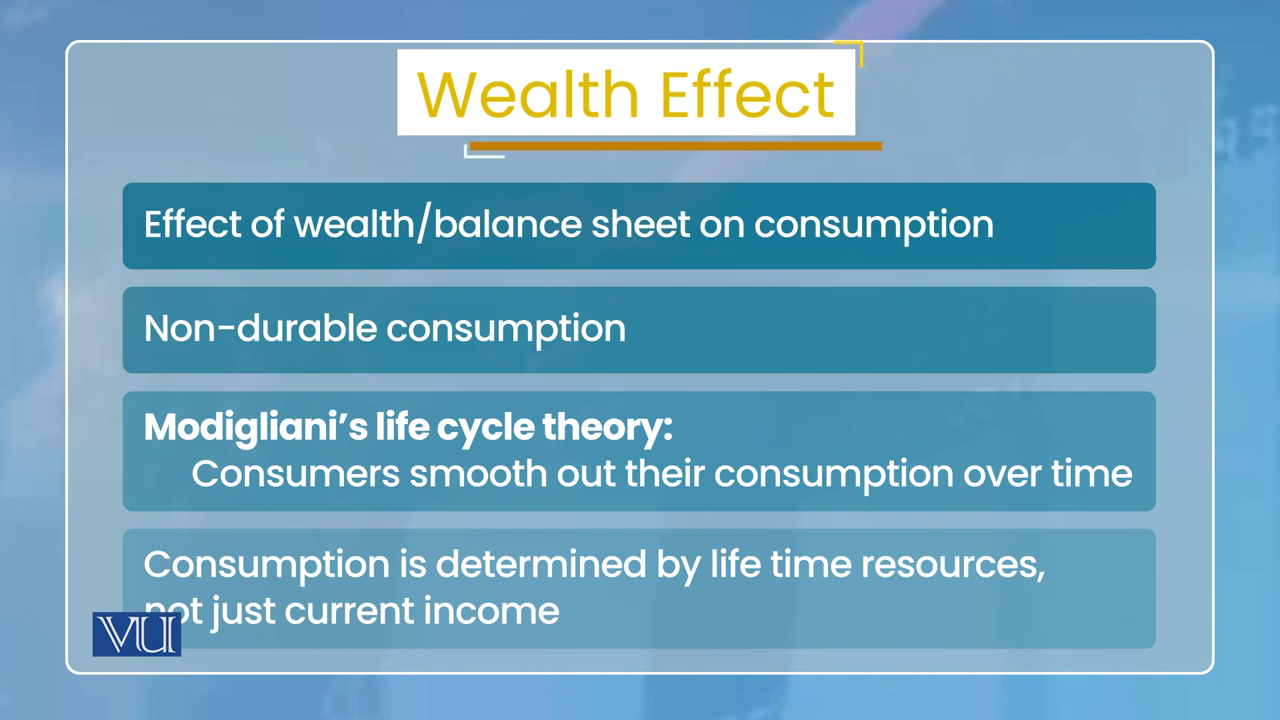 Wealth Effect
Effect of wealth/balance sheet on consumption
Non-durable consumption
Modigliani's life cycle theory:
Consumers smooth out their consumption over time
Consumption is determined by life time resources,
not just current income
VU